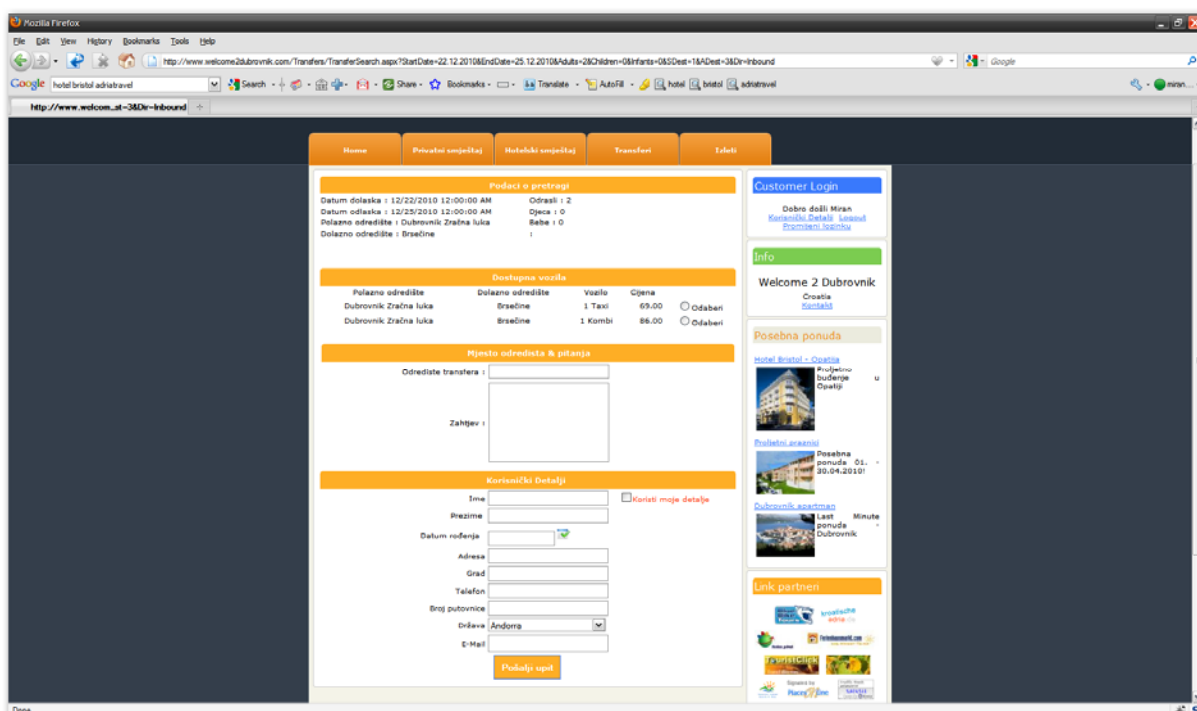 Mozilla Firefox
File Edit View History Bookmarks Tools Help
http://www.welcome2dubrovnik.com/Transfers/TransferSearch.aspx?StartDate=22.12.2010&EndDate=25.12.2010&Adults=2&Children=0&Infants=0&SDest=1&ADest=3&Dir=Inbound Google
Google hotel bristol adriatravel Search Share Bookmarks Translate AutoFill hotel bristol adriatravel miran...
http://www.welcom...st=3&Dir=Inbound
Home Privatni smještaj Hotelski smještaj Transferi Izleti
Podaci o pretragi
Datum dolaska : 12/22/2010 12:00:00 AM Odrasli : 2
Datum odlaska : 12/25/2010 12:00:00 AM Djeca : 0
Polazno odredište : Dubrovnik Zračna luka Bebe : 0
Dolazno odredište : Brsečine :
Dostupna vozila
Polazno odredište Dolazno odredište Vozilo Cijena
Dubrovnik Zračna luka Brsečine 1 Taxi 69.00 Odaberi
Dubrovnik Zračna luka Brsečine 1 Kombi 86.00 Odaberi
Mjesto odredista & pitanja
Odrediste transfera :
Zahtjev :
Korisnički Detalji
Ime Koristi moje detalje
Prezime
Datum rođenja
Adresa
Grad
Telefon
Broj putovnice
Država Andorra
E-Mail
Pošalji upit
Customer Login
Dobro došli Miran
Korisnički Detalji Logout
Promijeni lozinku
Info
Welcome 2 Dubrovnik
Croatia
Kontakt
Posebna ponuda
Hotel Bristol - Opatija
Proljetno
buđenje u
Opatiji
Proljetni praznici
Posebna
ponuda 01. -
30.04.2010!
Dubrovnik apartman
Last Minute
ponuda -
Dubrovnik
Link partneri
kroatische
adria
TouristClick
Done